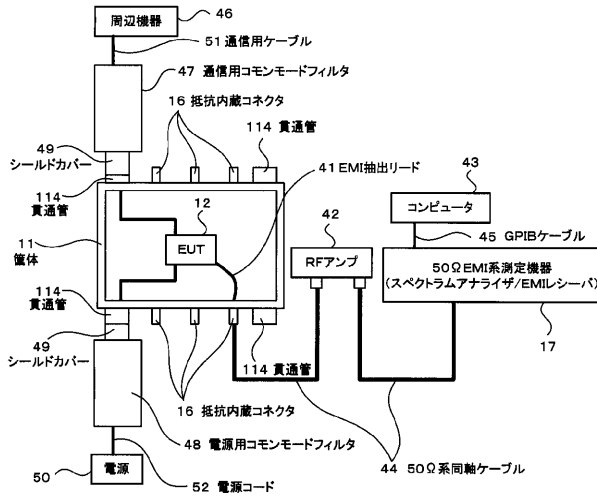 周辺機器
46
51 通信用ケーブル
47 通信用コモンモードフィルタ
16 抵抗内蔵コネクタ
114 貫通管
49
シールドカバー
114
貫通管
41 EMI抽出リード
43
コンピュータ
12
EUT
42
RFアンプ
45 GPIBケーブル
11
筐体
50ΩEMI系測定機器
(スペクトラムアナライザ/EMIレシーバ)
17
114
貫通管
49
シールドカバー
114 貫通管
16 抵抗内蔵コネクタ
48 電源用コモンモードフィルタ
44 50Ω系同軸ケーブル
50
電源
52 電源コード